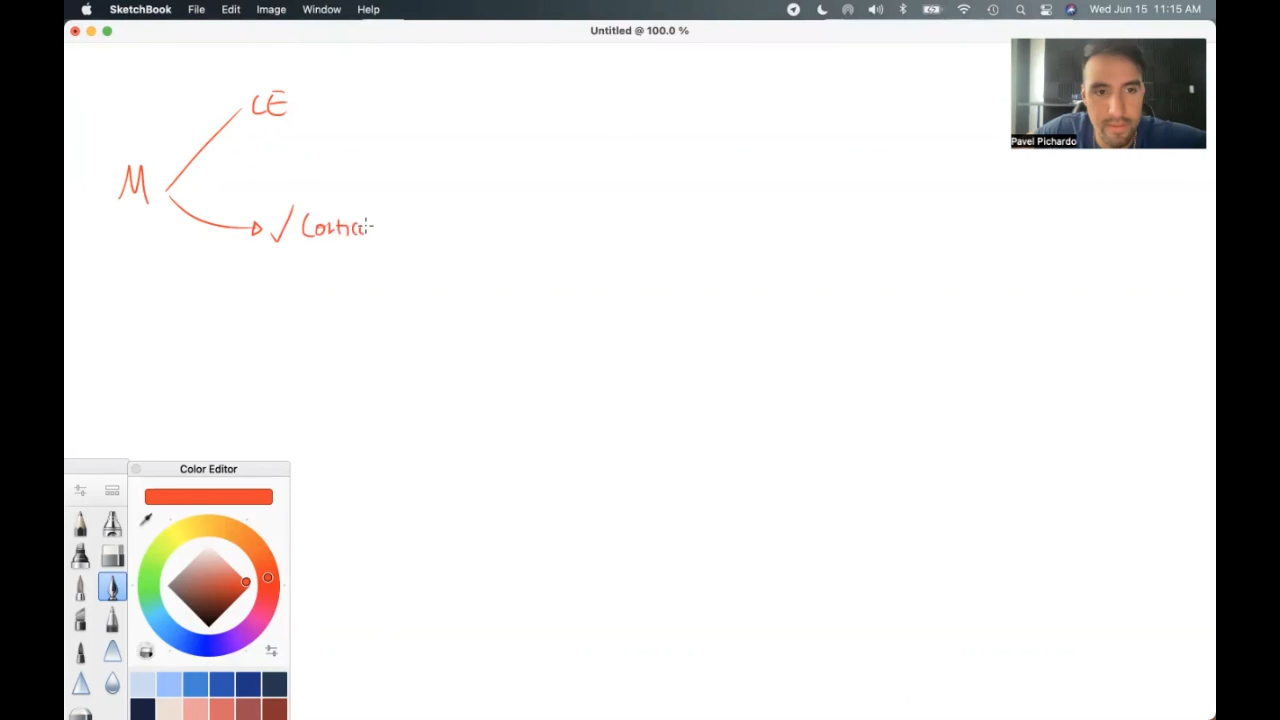 SketchBook File Edit Image Window Help Wed Jun 15 11:15 AM
Untitled @ 100.0 %
CE
Pavel Pichardo
M
Color Editor